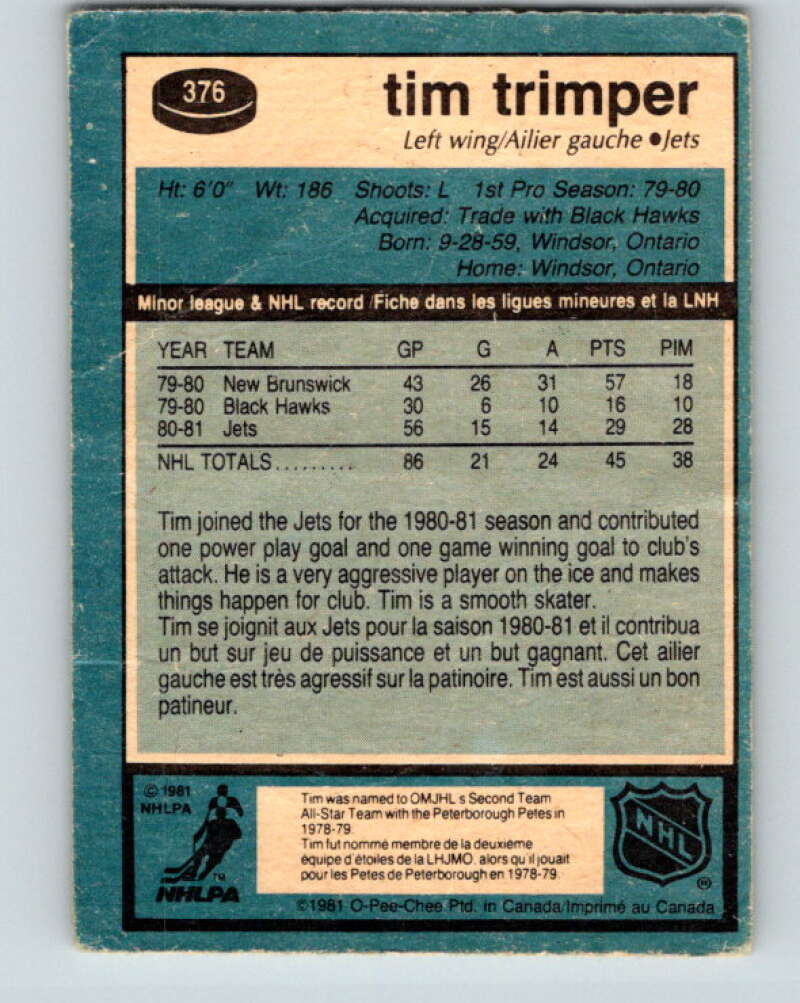 376
tim trimper
Left wing/Ailier gauche ●Jets
Ht: 6'0" Wt: 186 Shoots: L 1st Pro Season: 79-80
Acquired: Trade with Black Hawks
Born: 9-28-59, Windsor, Ontario
Home: Windsor, Ontario
Minor league & NHL record/Fiche dans les ligues mineures et la LNH
YEAR TEAM GP G A PTS PIM
79-80 New Brunswick 43 26 31 57 18
79-80 Black Hawks 30 6 10 16 10
80-81 Jets 56 15 14 29 28
NHL TOTALS......... 86 21 24 45 38
Tim joined the Jets for the 1980-81 season and contributed
one power play goal and one game winning goal to club's
attack. He is a very aggressive player on the ice and makes
things happen for club. Tim is a smooth skater.
Tim se joignit aux Jets pour la saison 1980-81 et il contribua
un but sur jeu de puissance et un but gagnant. Cet ailier
gauche est très agressif sur la patinoire. Tim est aussi un bon
patineur.
© 1981
NHLPA
TM
NHLPA
Tim was named to OMJHL s Second Team
All-Star Team with the Peterborough Petes in
1978-79.
Tim fut nommé membre de la deuxième
équipe d'étoiles de la LHJMO. alors qu'il jouait
pour les Petes de Peterborough en 1978-79.
NHL
©1981 O-Pee-Chee Ptd. in Canada/Imprimé au Canada